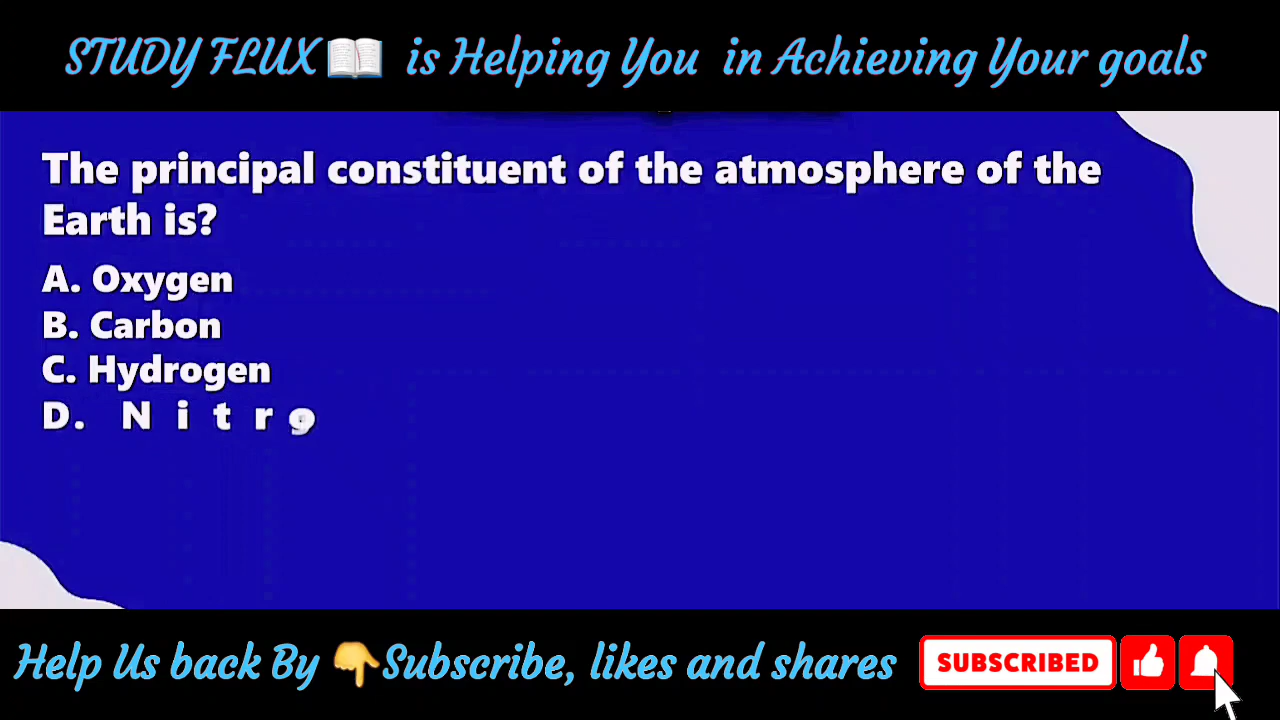 STUDY FLUX📖 is Helping You in Achieving Your goals
The principal constituent of the atmosphere of the
Earth is?
A. Oxygen
B. Carbon
C. Hydrogen
D. N i t r o
Help Us back By 👇Subscribe, likes and shares
SUBSCRIBED